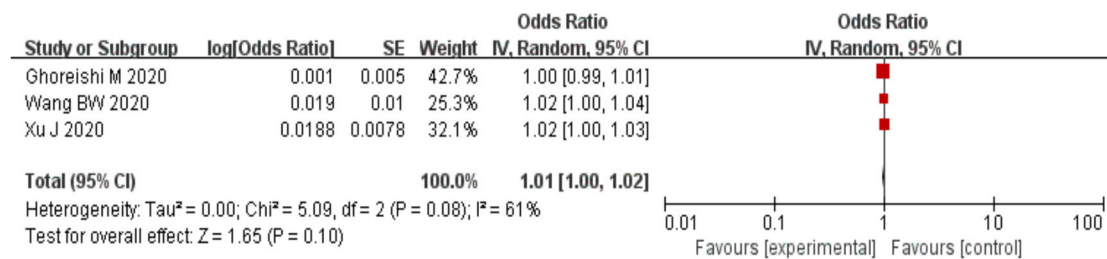 Odds Ratio Odds Ratio
Study or Subgroup log[Odds Ratio] SE Weight IV, Random, 95% CI IV, Random, 95% CI
Ghoreishi M 2020 0.001 0.005 42.7% 1.00 [0.99, 1.01]
Wang BW 2020 0.019 0.01 25.3% 1.02 [1.00, 1.04]
Xu J 2020 0.0188 0.0078 32.1% 1.02 [1.00, 1.03]
Total (95% CI) 100.0% 1.01 [1.00, 1.02]
Heterogeneity: Tau² = 0.00; Chi² = 5.09, df = 2 (P = 0.08); I² = 61%
Test for overall effect: Z = 1.65 (P = 0.10)
0.01 0.1 1 10 100
Favours [experimental] Favours [control]